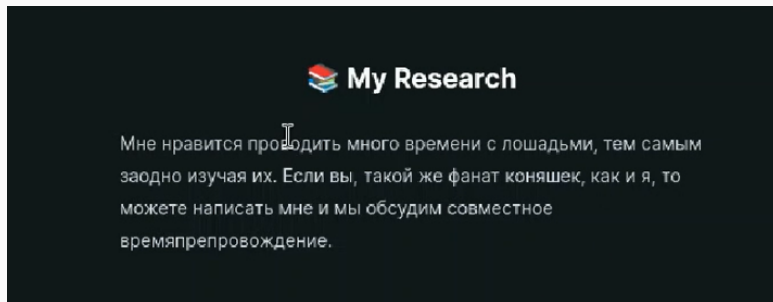 📚 My Research
Мне нравится проводить много времени с лошадьми, тем самым
заодно изучая их. Если вы, такой же фанат коняшек, как и я, то
можете написать мне и мы обсудим совместное
времяпрепровождение.